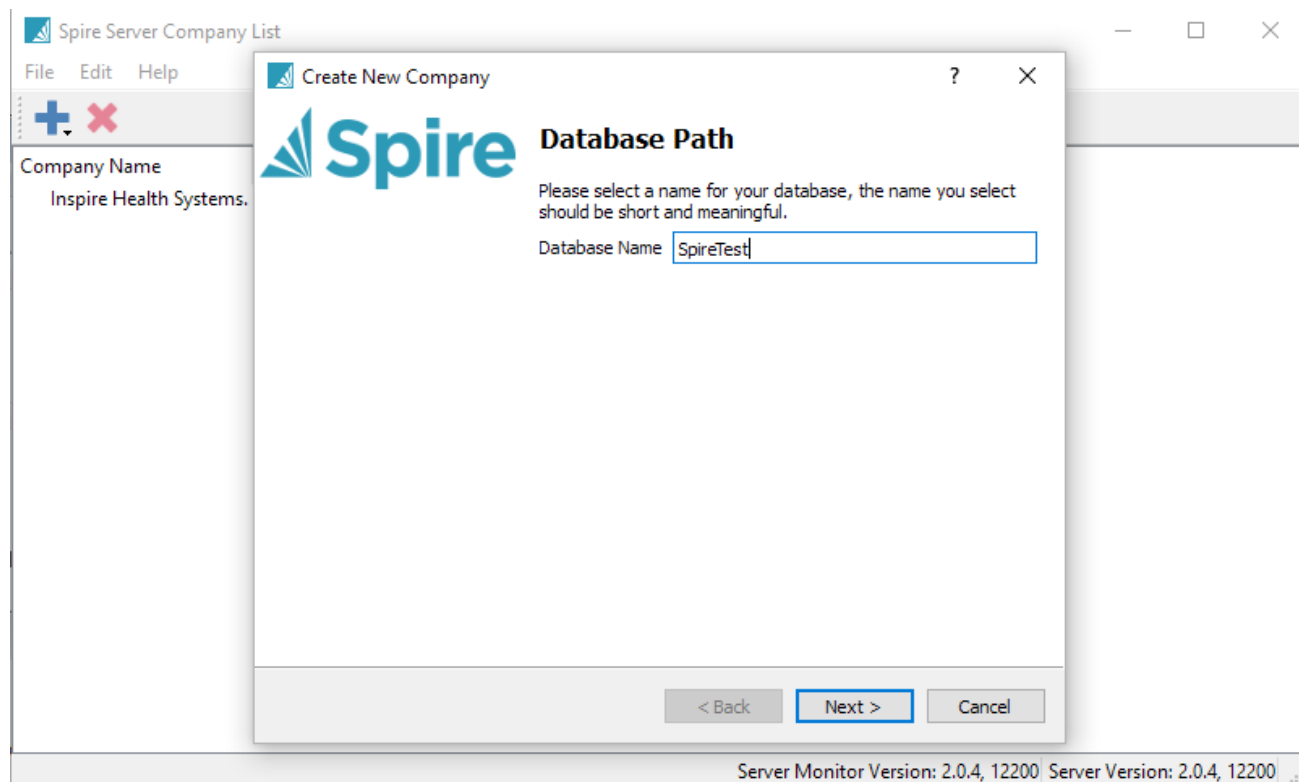 Spire Server Company List
File Edit Help
Create New Company
?
Spire
Database Path
Please select a name for your database, the name you select
should be short and meaningful.
Database Name SpireTest
Company Name
Inspire Health Systems.
< Back Next > Cancel
Server Monitor Version: 2.0.4, 12200 Server Version: 2.0.4, 12200